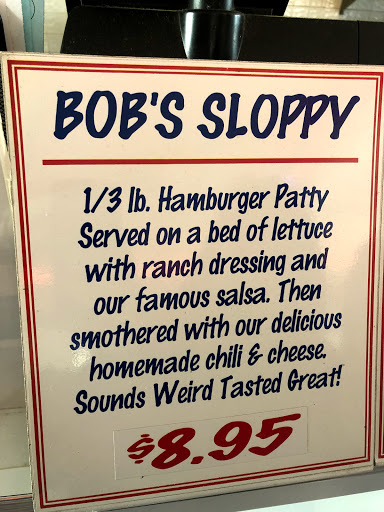 BOB'S SLOPPY
1/3 lb. Hamburger Patty
Served on a bed of lettuce
with ranch dressing and
our famous salsa. Then
smothered with our delicious
homemade chili & cheese.
Sounds Weird Tasted Great!
$8.95